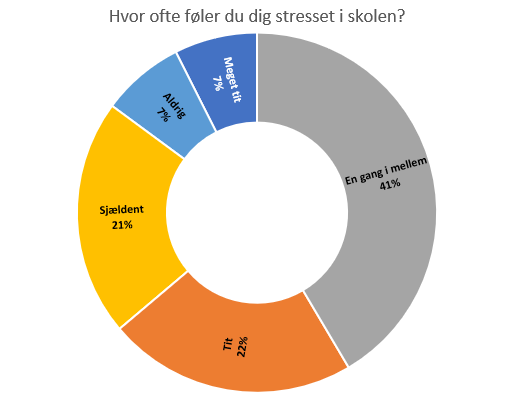 Hvor ofte føler du dig stresset i skolen?
Meget tit
7%
Aldrig
7%
En gang i mellem
41%
Sjældent
21%
Tit
22%